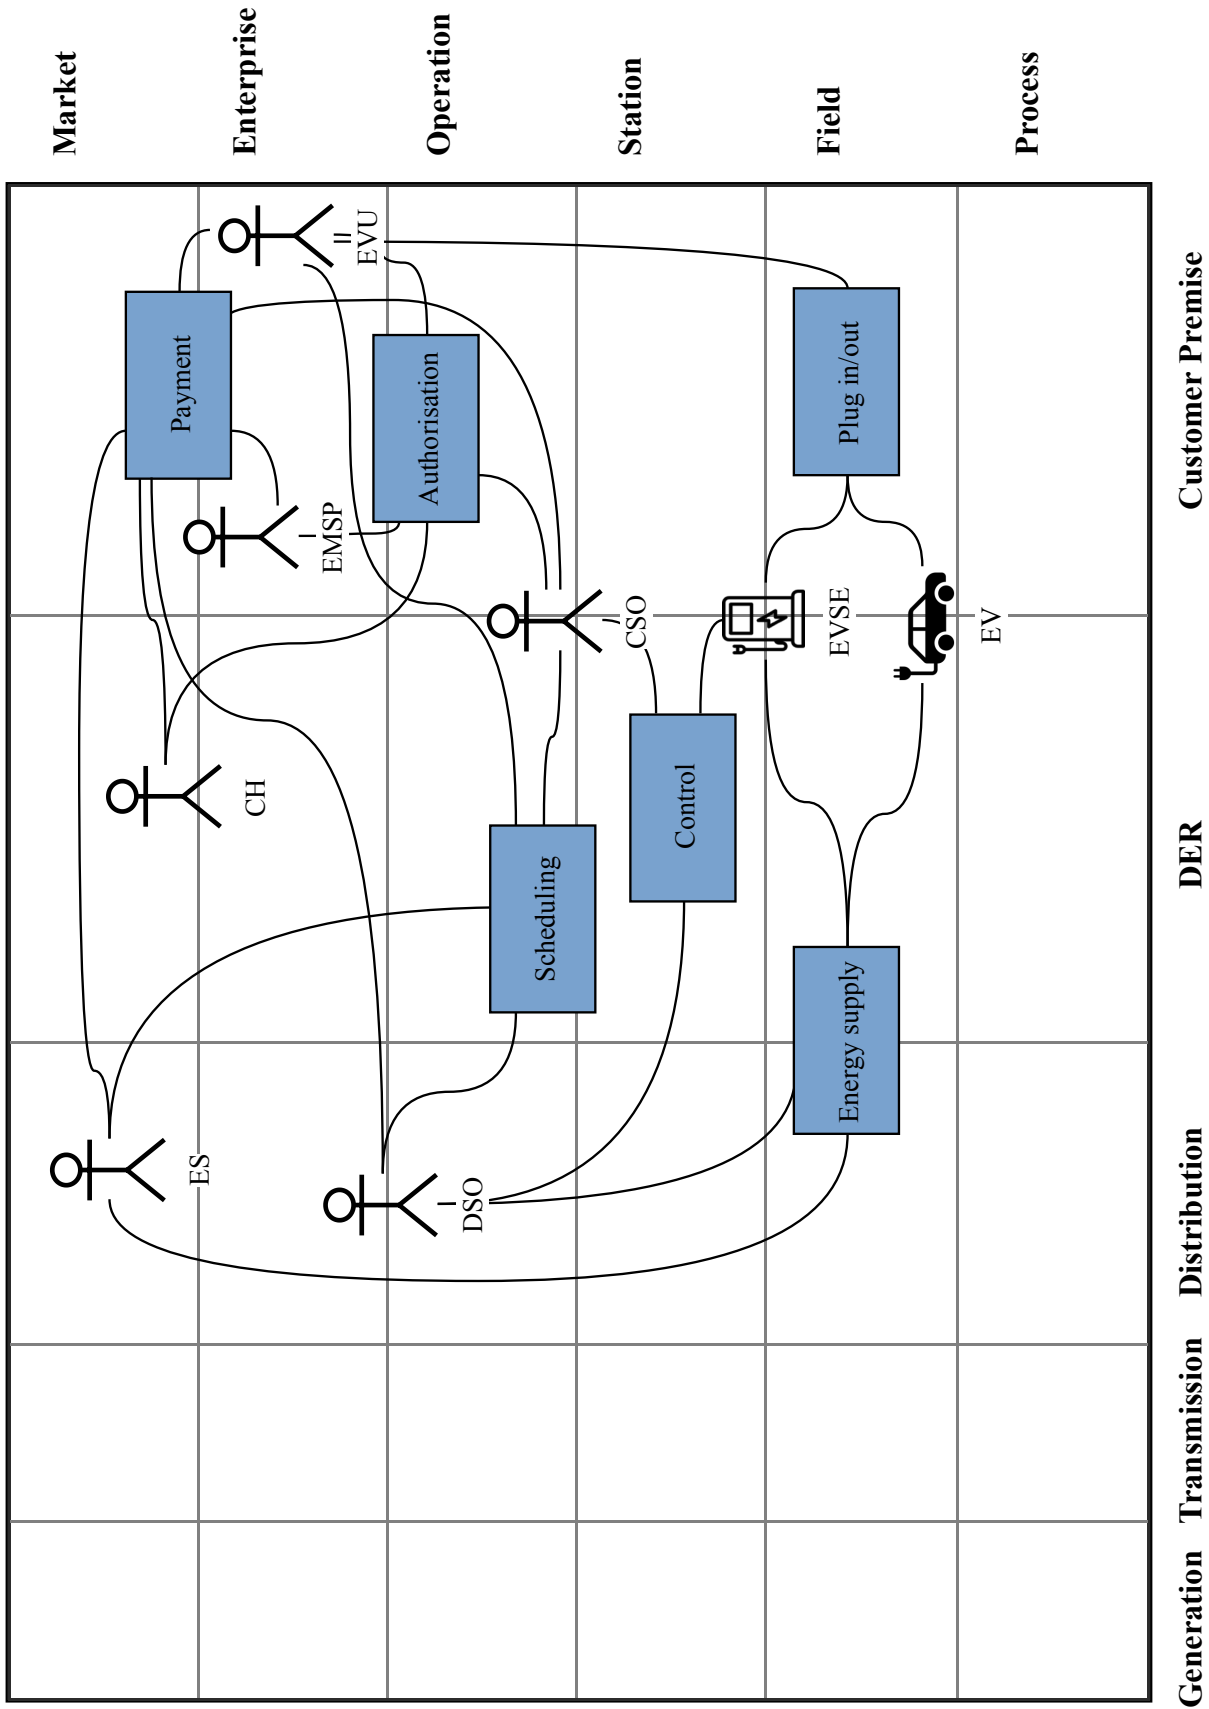 Market
Enterprise
Operation
Station
Field
Process
Generation
Transmission
Distribution
DER
Customer Premise
Payment
EVU
Authorisation
EMSP
Plug in/out
CSO
EVSE
EV
CH
Control
Scheduling
Energy supply
ES
DSO